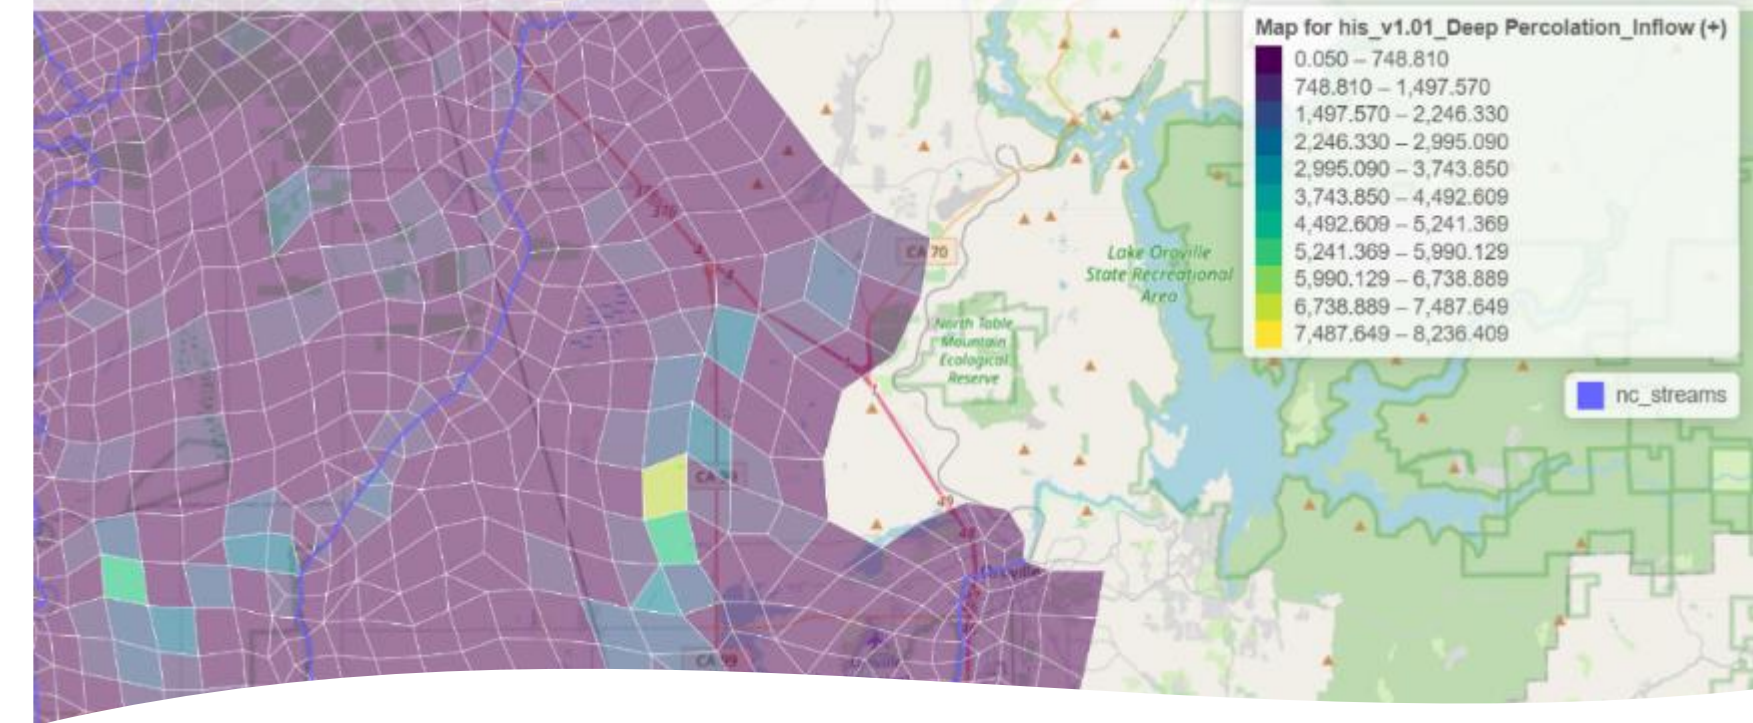 Map for his_v1.01_Deep Percolation_Inflow (+)
0.050 – 748.810
748.810 – 1,497.570
1,497.570 – 2,246.330
2,246.330 – 2,995.090
2,995.090 – 3,743.850
3,743.850 – 4,492.609
4,492.609 – 5,241.369
5,241.369 – 5,990.129
5,990.129 – 6,738.889
6,738.889 – 7,487.649
7,487.649 – 8,236.409
nc_streams
CA 70
Lake Oroville
State Recreational
Area
North Table
Mountain
Ecological
Reserve
49
48
Oroville
CA 99